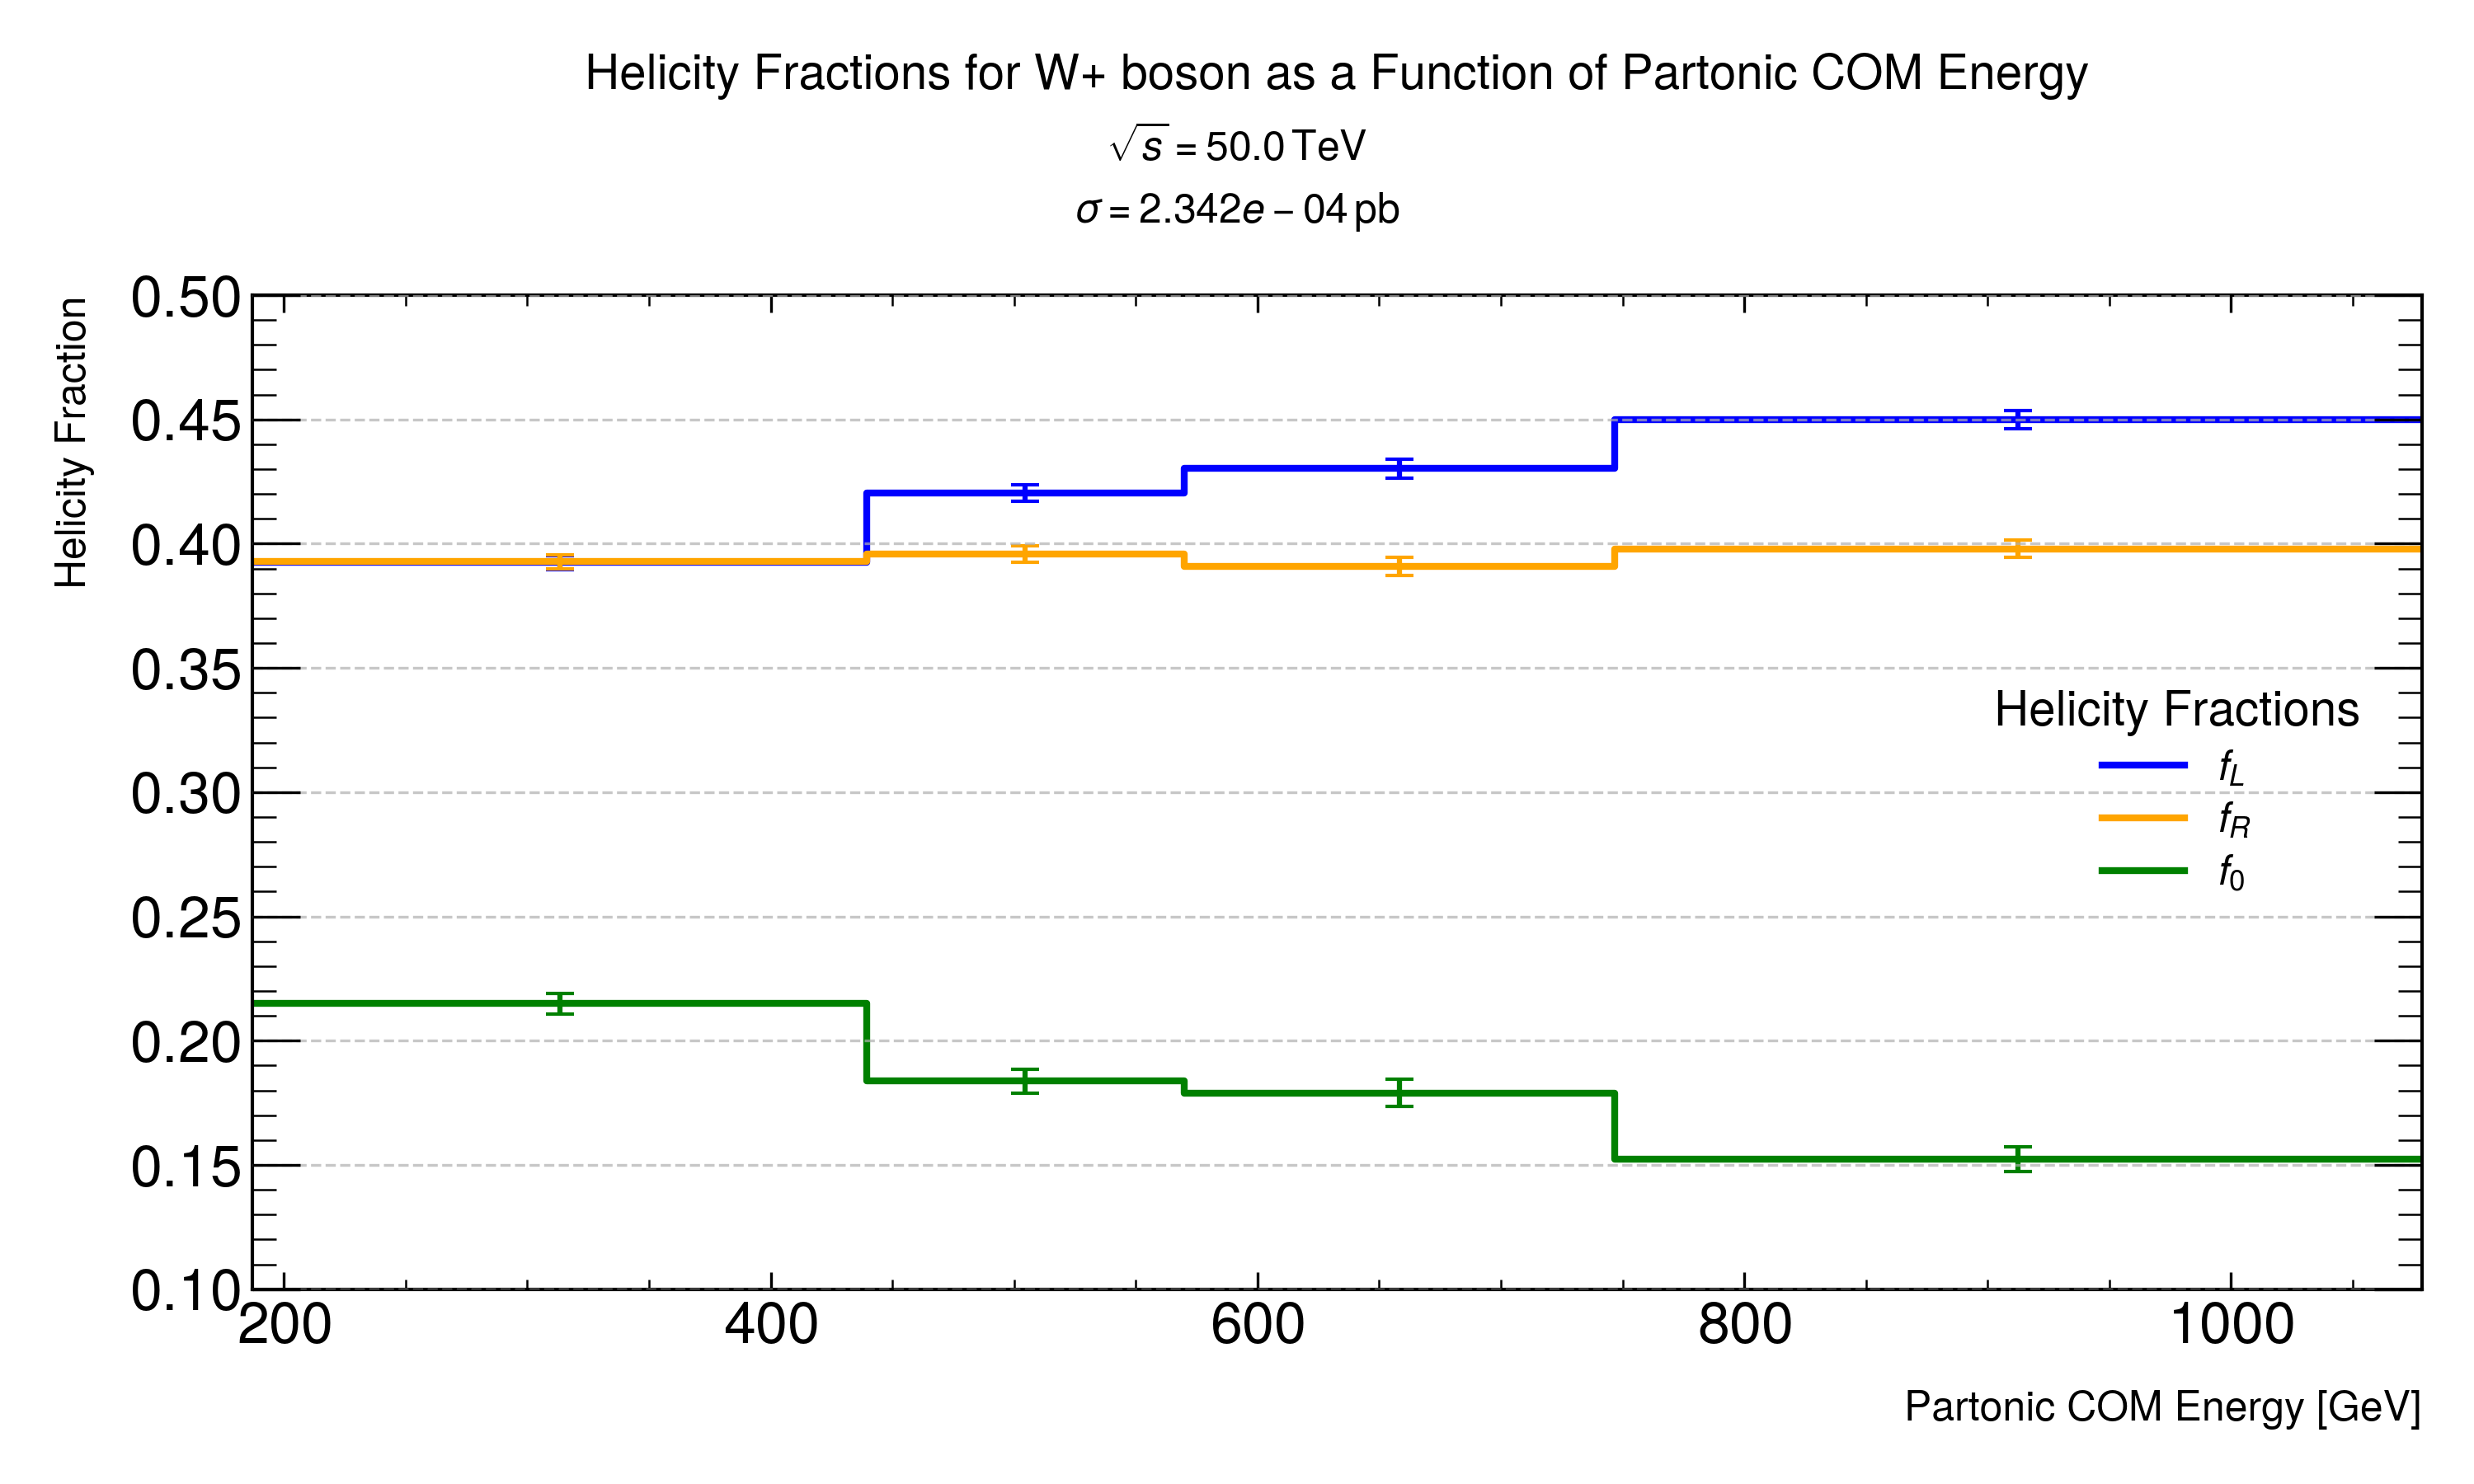 Helicity Fractions for W+ boson as a Function of Partonic COM Energy
√s = 50.0 TeV
σ = 2.342e − 04 pb
Helicity Fraction
0.50
0.45
0.40
0.35
0.30
0.25
0.20
0.15
0.10
Helicity Fractions
f_L
f_R
f_0
200 400 600 800 1000
Partonic COM Energy [GeV]